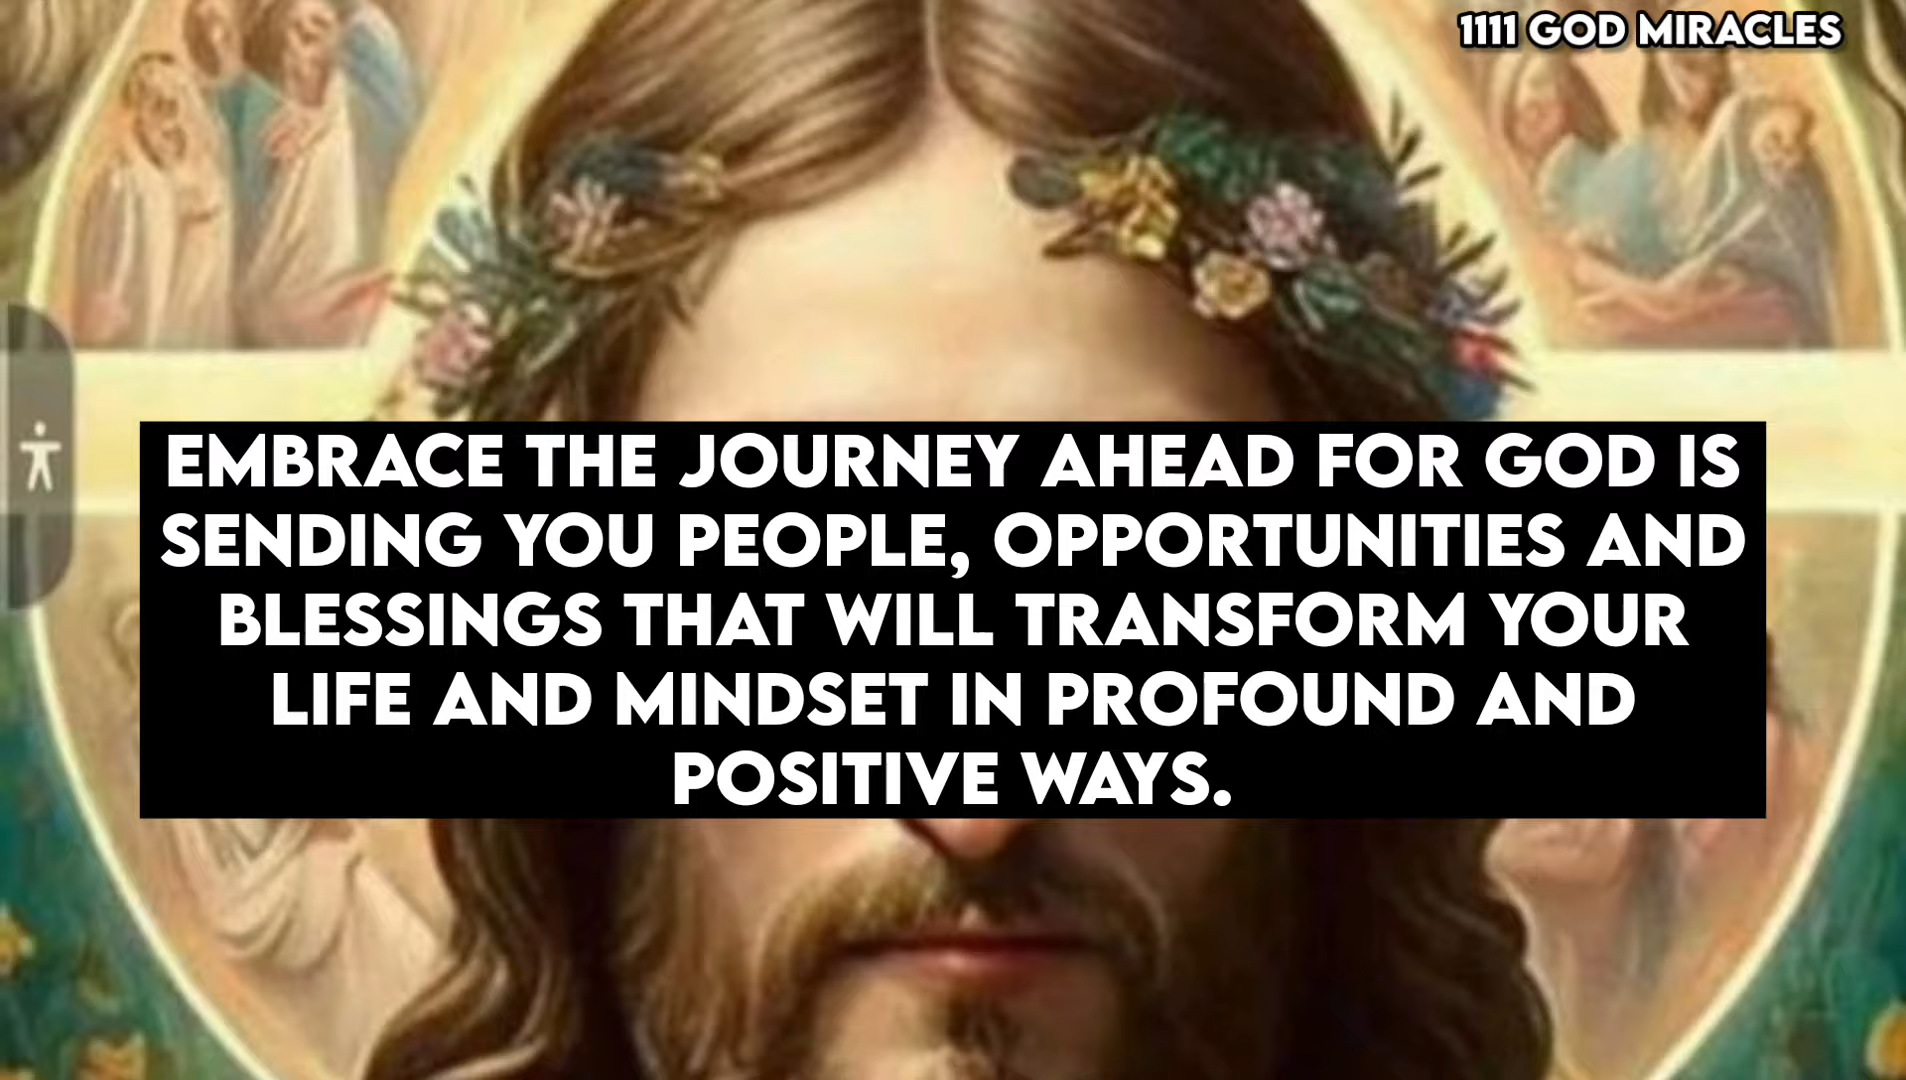 1111 GOD MIRACLES
EMBRACE THE JOURNEY AHEAD FOR GOD IS
SENDING YOU PEOPLE, OPPORTUNITIES AND
BLESSINGS THAT WILL TRANSFORM YOUR
LIFE AND MINDSET IN PROFOUND AND
POSITIVE WAYS.